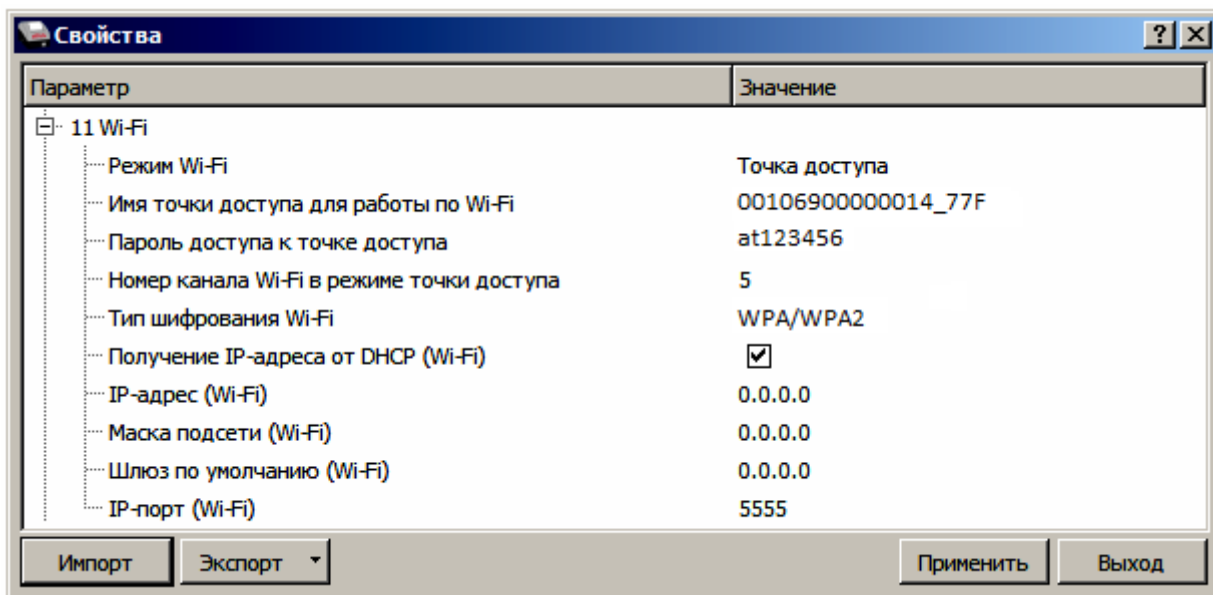 Свойства
Параметр Значение
11 Wi-Fi
Режим Wi-Fi Точка доступа
Имя точки доступа для работы по Wi-Fi 00106900000014_77F
Пароль доступа к точке доступа at123456
Номер канала Wi-Fi в режиме точки доступа 5
Тип шифрования Wi-Fi WPA/WPA2
Получение IP-адреса от DHCP (Wi-Fi)
IP-адрес (Wi-Fi) 0.0.0.0
Маска подсети (Wi-Fi) 0.0.0.0
Шлюз по умолчанию (Wi-Fi) 0.0.0.0
IP-порт (Wi-Fi) 5555
Импорт Экспорт Применить Выход